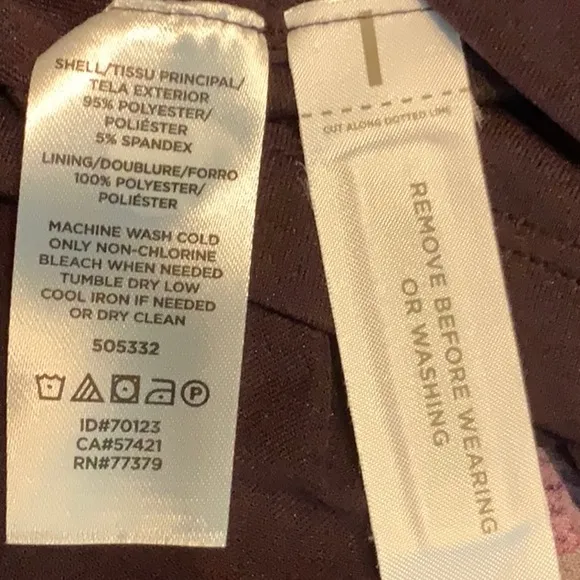 SHELL/TISSU PRINCIPAL/
TELA EXTERIOR
95% POLYESTER/
POLIÉSTER
5% SPANDEX
LINING/DOUBLURE/FORRO
100% POLYESTER/
POLIÉSTER
MACHINE WASH COLD
ONLY NON-CHLORINE
BLEACH WHEN NEEDED
TUMBLE DRY LOW
COOL IRON IF NEEDED
OR DRY CLEAN
505332
P
ID#70123
CA#57421
RN#77379
CUT ALONG DOTTED LINE
REMOVE BEFORE WEARING
OR WASHING